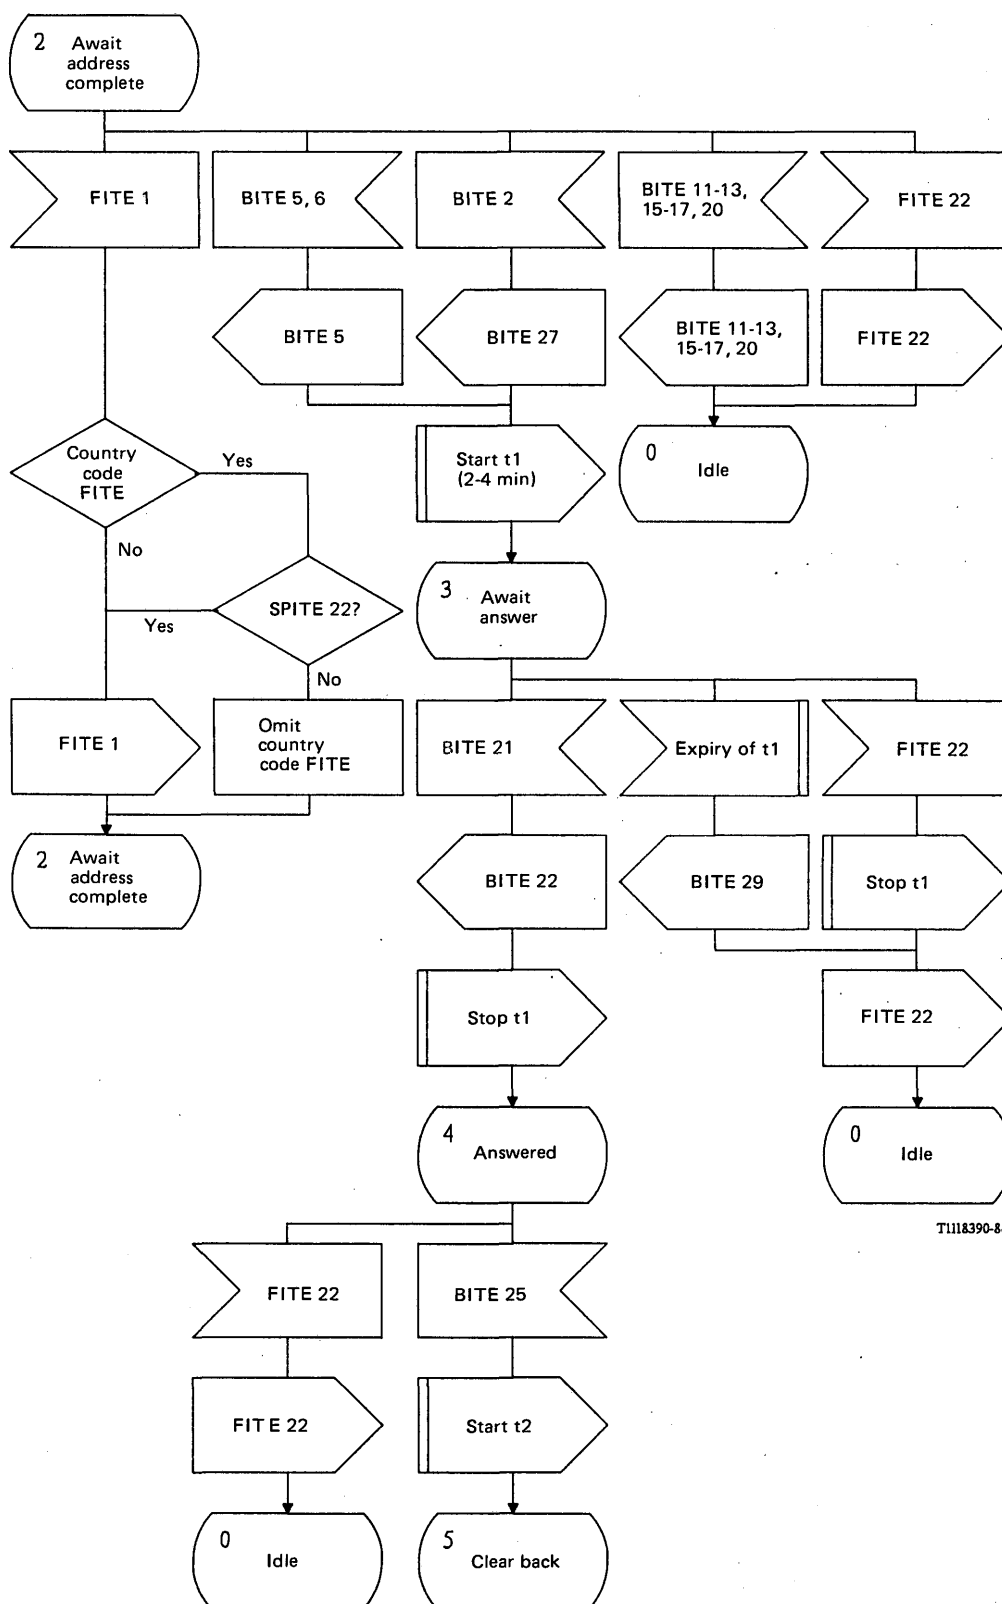 2 Await
address
complete
FITE 1
BITE 5, 6
BITE 2
BITE 11-13,
15-17, 20
FITE 22
BITE 5
BITE 27
BITE 11-13,
15-17, 20
FITE 22
Country
code
FITE
Yes
No
Start t1
(2-4 min)
0 Idle
SPITE 22?
Yes
No
3 Await
answer
FITE 1
Omit
country
code FITE
BITE 21
Expiry of t1
FITE 22
2 Await
address
complete
BITE 22
BITE 29
Stop t1
Stop t1
FITE 22
4 Answered
0 Idle
T1118390-8
FITE 22
BITE 25
FITE 22
Start t2
0 Idle
5 Clear back